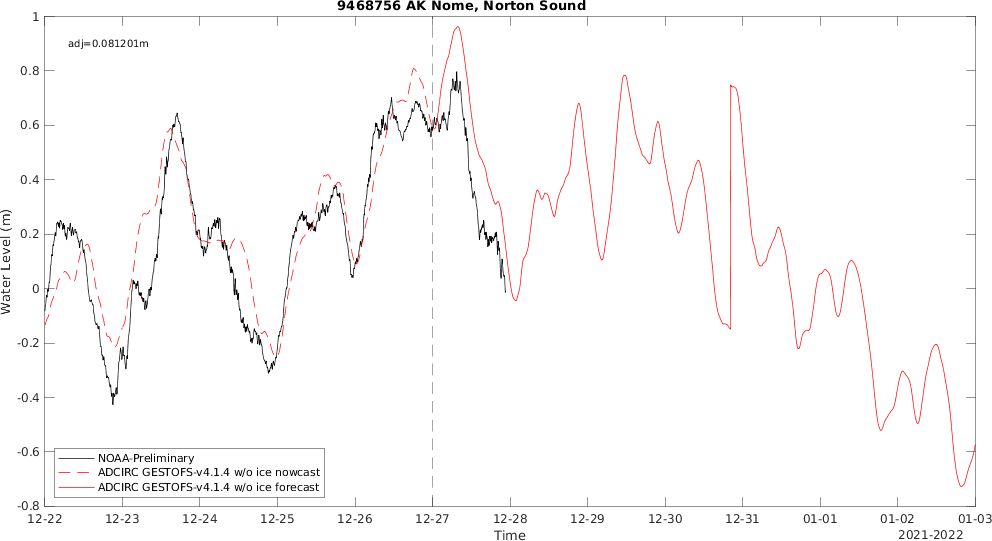 9468756 AK Nome, Norton Sound
adj=0.081201m
1
0.8
0.6
0.4
0.2
0
-0.2
-0.4
-0.6
-0.8
Water Level (m)
NOAA-Preliminary
ADCIRC GESTOFS-v4.1.4 w/o ice nowcast
ADCIRC GESTOFS-v4.1.4 w/o ice forecast
12-22 12-23 12-24 12-25 12-26 12-27 12-28 12-29 12-30 12-31 01-01 01-02 01-03
Time
2021-2022